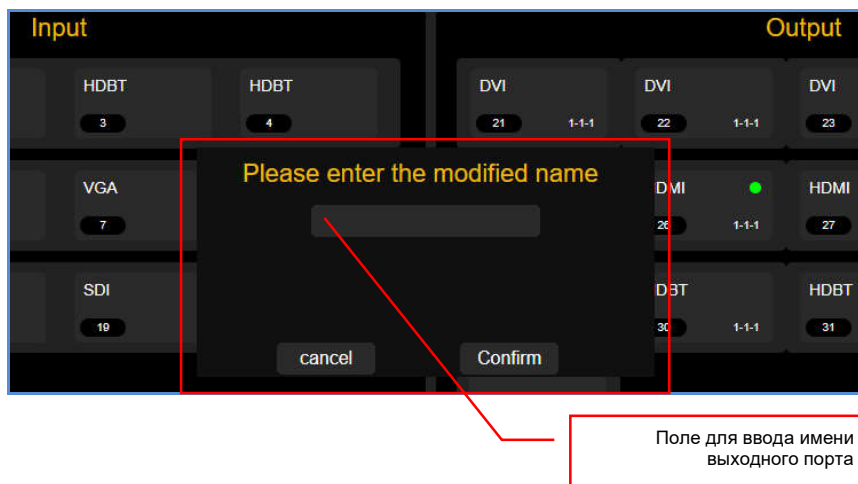 Input
Output
HDBT
HDBT
DVI
DVI
DVI
3
4
21
1-1-1
22
1-1-1
23
Please enter the modified name
VGA
HDMI
7
26
1-1-1
27
SDI
HDBT
19
30
1-1-1
31
cancel
Confirm
Поле для ввода имени
выходного порта